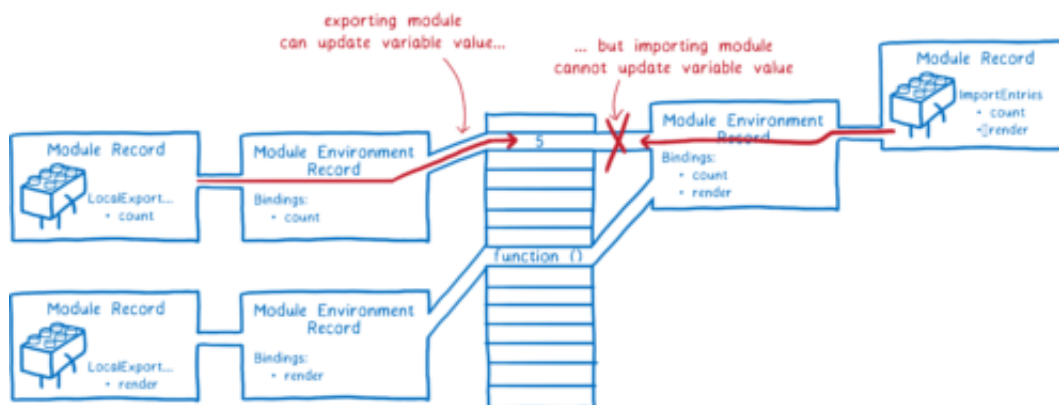 exporting module
can update variable value...
... but importing module
cannot update variable value
Module Record
ImportEntries
• count
• render
Module Environment
Record
Bindings:
• count
• render
5
Module Record
LocalExport...
• count
Module Environment
Record
Bindings:
• count
function ()
Module Record
LocalExport...
• render
Module Environment
Record
Bindings:
• render